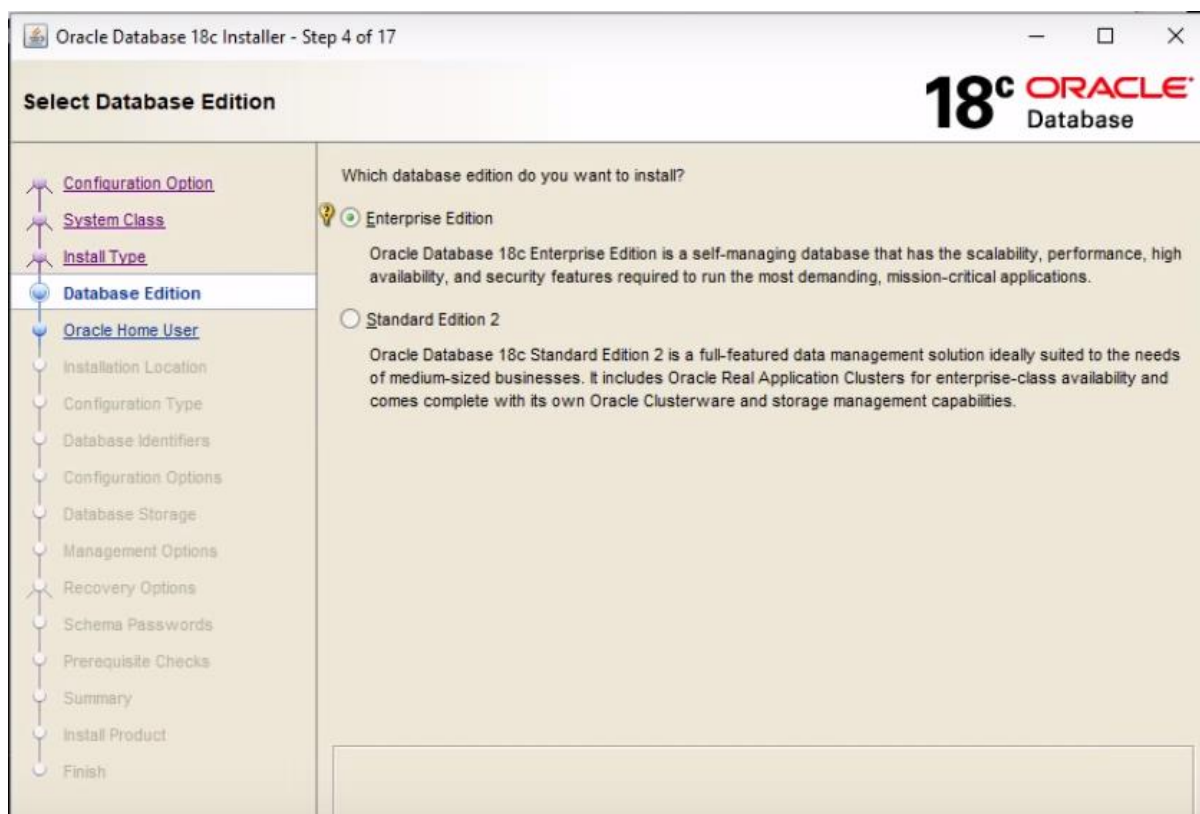 Oracle Database 18c Installer - Step 4 of 17
Select Database Edition
18c ORACLE
Database
Configuration Option
System Class
Install Type
Database Edition
Oracle Home User
Installation Location
Configuration Type
Database Identifiers
Configuration Options
Database Storage
Management Options
Recovery Options
Schema Passwords
Prerequisite Checks
Summary
Install Product
Finish
Which database edition do you want to install?
Enterprise Edition
Oracle Database 18c Enterprise Edition is a self-managing database that has the scalability, performance, high
availability, and security features required to run the most demanding, mission-critical applications.
Standard Edition 2
Oracle Database 18c Standard Edition 2 is a full-featured data management solution ideally suited to the needs
of medium-sized businesses. It includes Oracle Real Application Clusters for enterprise-class availability and
comes complete with its own Oracle Clusterware and storage management capabilities.